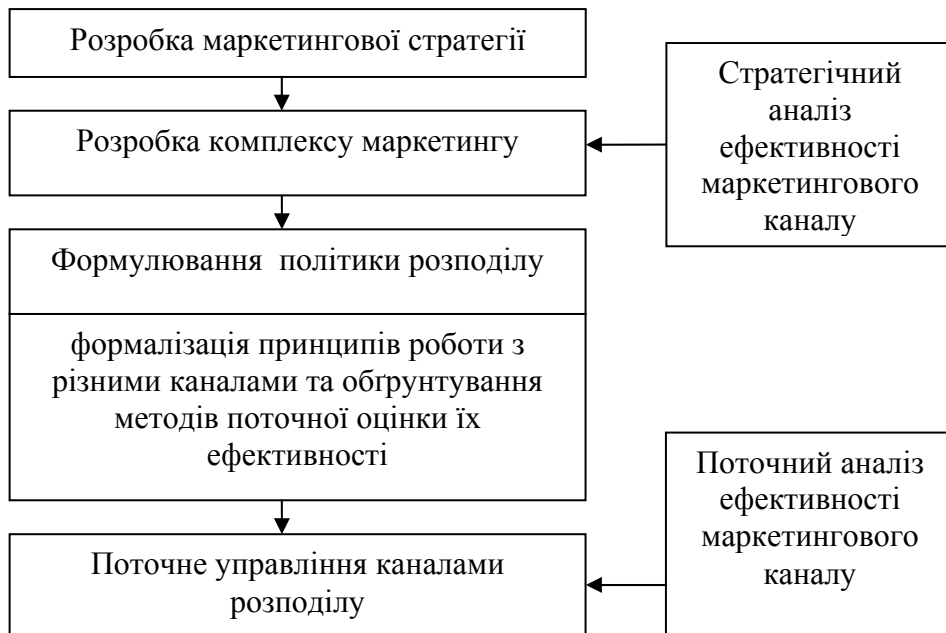 Розробка маркетингової стратегії
Розробка комплексу маркетингу
Стратегічний
аналіз
ефективності
маркетингового
каналу
Формулювання політики розподілу
формалізація принципів роботи з
різними каналами та обґрунтування
методів поточної оцінки їх
ефективності
Поточне управління каналами
розподілу
Поточний аналіз
ефективності
маркетингового
каналу